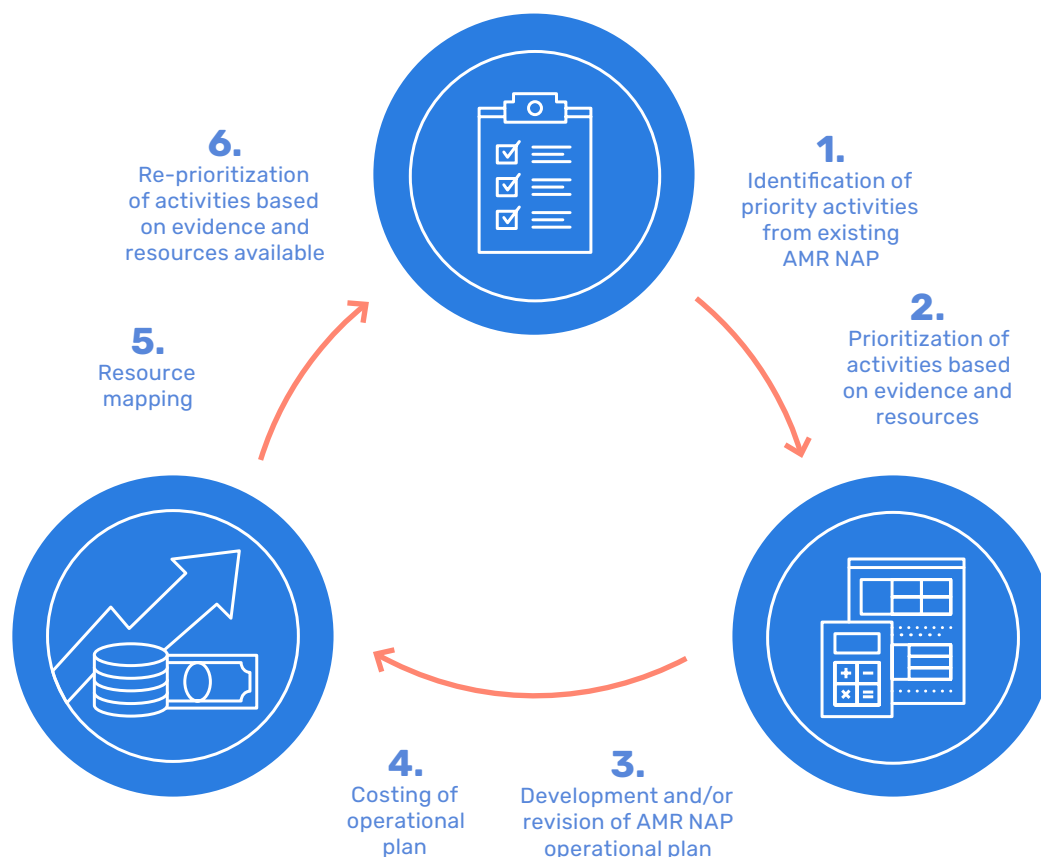 1.
Identification of
priority activities
from existing
AMR NAP
2.
Prioritization of
activities based
on evidence and
resources
3.
Development and/or
revision of AMR NAP
operational plan
4.
Costing of
operational
plan
5.
Resource
mapping
6.
Re-prioritization
of activities based
on evidence and
resources available